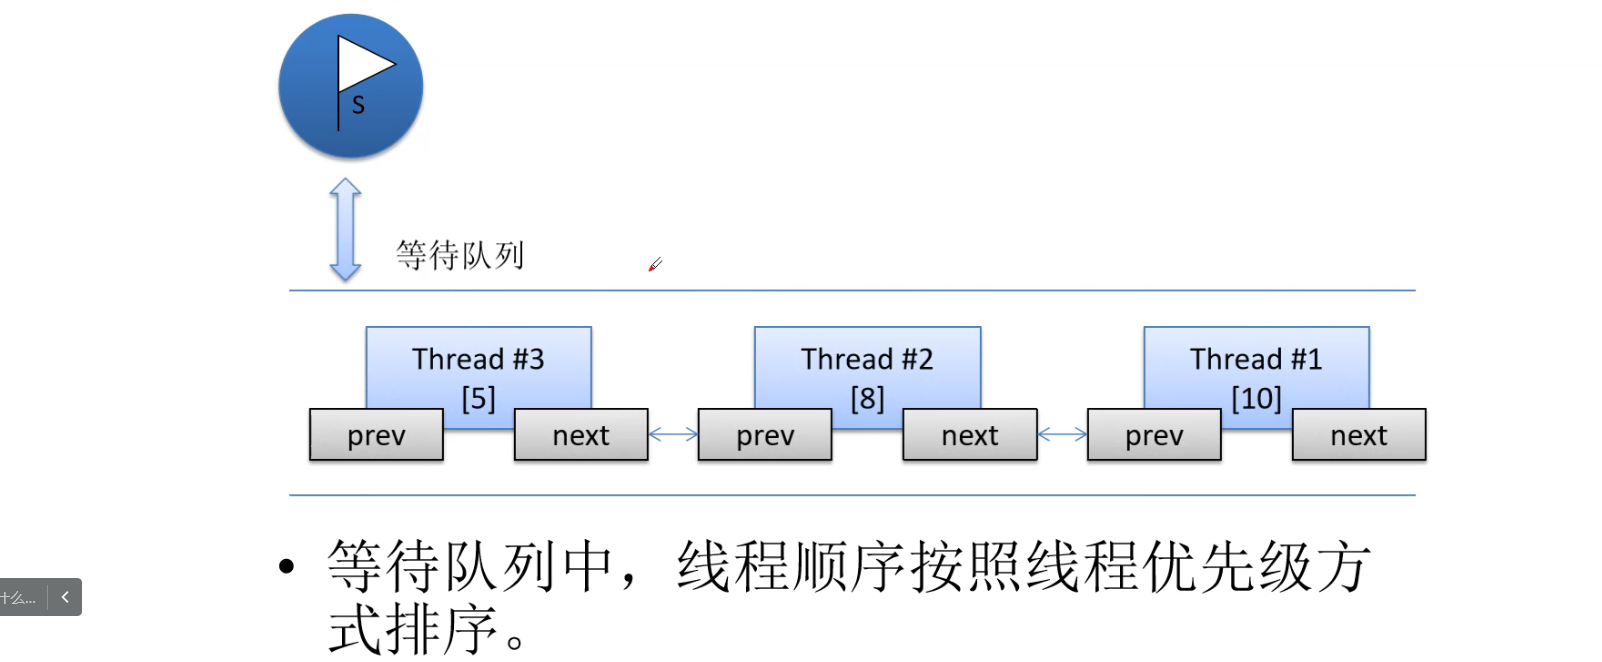 S
等待队列
Thread #3
[5]
prev
next
Thread #2
[8]
prev
next
Thread #1
[10]
prev
next
• 等待队列中，线程顺序按照线程优先级方
式排序。
什么...